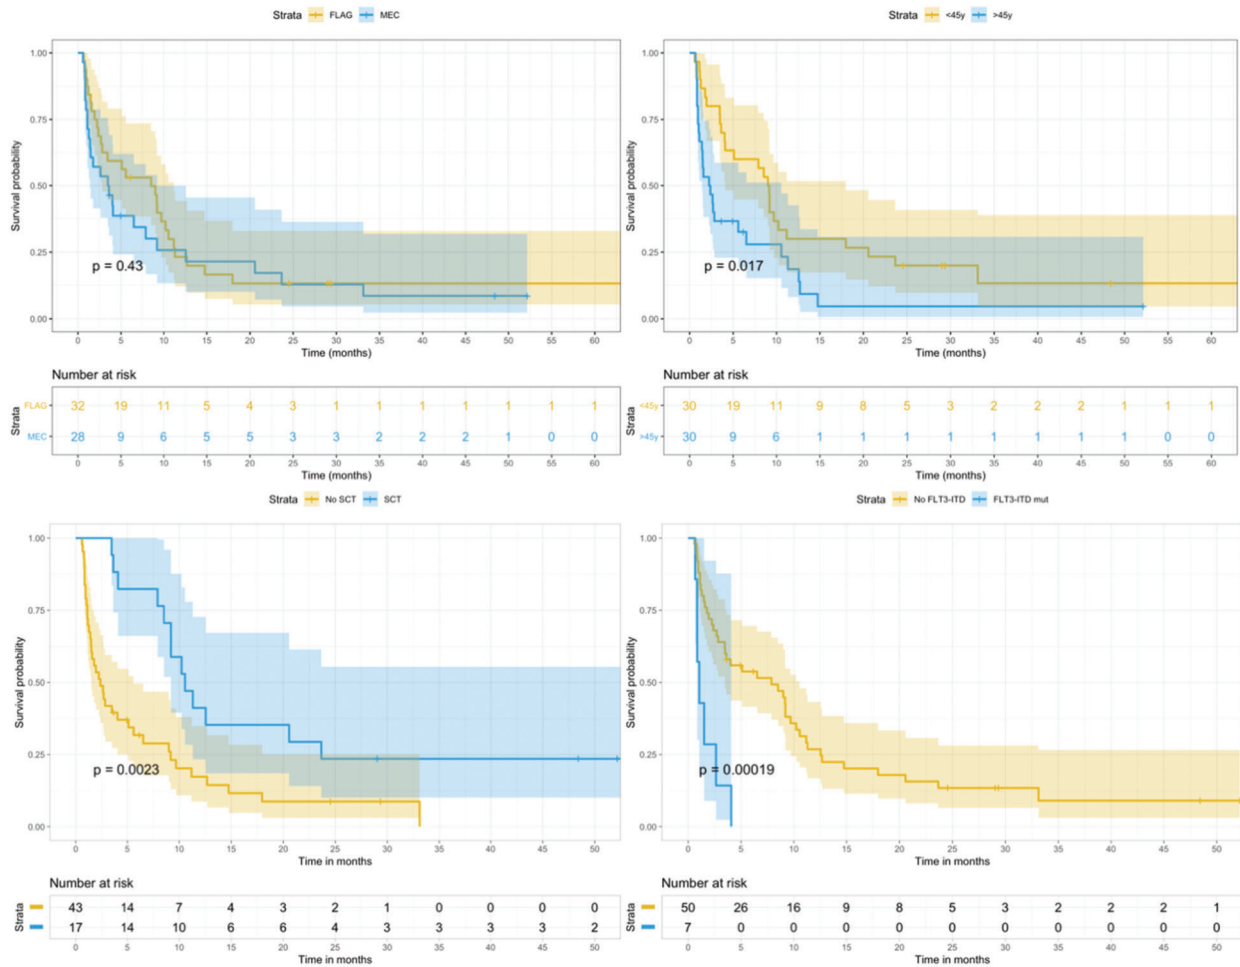 Strata FLAG MEC
1.00
0.75
0.50
0.25
0.00
Survival probability
p = 0.43
0 5 10 15 20 25 30 35 40 45 50 55 60
Time (months)
Number at risk
Strata
FLAG 32 19 11 5 4 3 1 1 1 1 1 1 1
MEC 28 9 6 5 5 3 3 2 2 2 1 0 0
0 5 10 15 20 25 30 35 40 45 50 55 60
Time (months)
Strata <45y >45y
1.00
0.75
0.50
0.25
0.00
Survival probability
p = 0.017
0 5 10 15 20 25 30 35 40 45 50 55 60
Time (months)
Number at risk
Strata
<45y 30 19 11 9 8 5 3 2 2 2 1 1 1
>45y 30 9 6 1 1 1 1 1 1 1 1 0 0
0 5 10 15 20 25 30 35 40 45 50 55 60
Time (months)
Strata No SCT SCT
1.00
0.75
0.50
0.25
0.00
Survival probability
p = 0.0023
0 5 10 15 20 25 30 35 40 45 50
Time in months
Number at risk
Strata
43 14 7 4 3 2 1 0 0 0 0
17 14 10 6 6 4 3 3 3 3 2
0 5 10 15 20 25 30 35 40 45 50
Time in months
Strata No FLT3-ITD FLT3-ITD mut
1.00
0.75
0.50
0.25
0.00
Survival probability
p = 0.00019
0 5 10 15 20 25 30 35 40 45 50
Time in months
Number at risk
Strata
50 26 16 9 8 5 3 2 2 2 1
7 0 0 0 0 0 0 0 0 0 0
0 5 10 15 20 25 30 35 40 45 50
Time in months